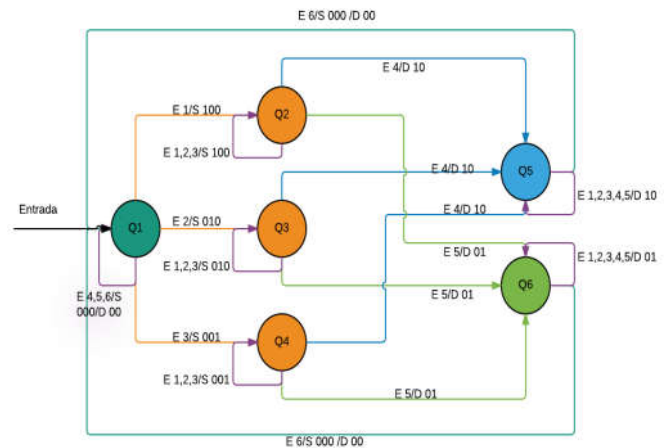 E 6/S 000 /D 00
E 4/D 10
E 1/S 100
Q2
E 1,2,3/S 100
E 4/D 10
Q5
E 1,2,3,4,5/D 10
Entrada
Q1
E 2/S 010
Q3
E 4/D 10
E 1,2,3/S 010
E 5/D 01
E 1,2,3,4,5/D 01
E 4,5,6/S
000/D 00
E 5/D 01
Q6
E 3/S 001
Q4
E 1,2,3/S 001
E 5/D 01
E 6/S 000 /D 00